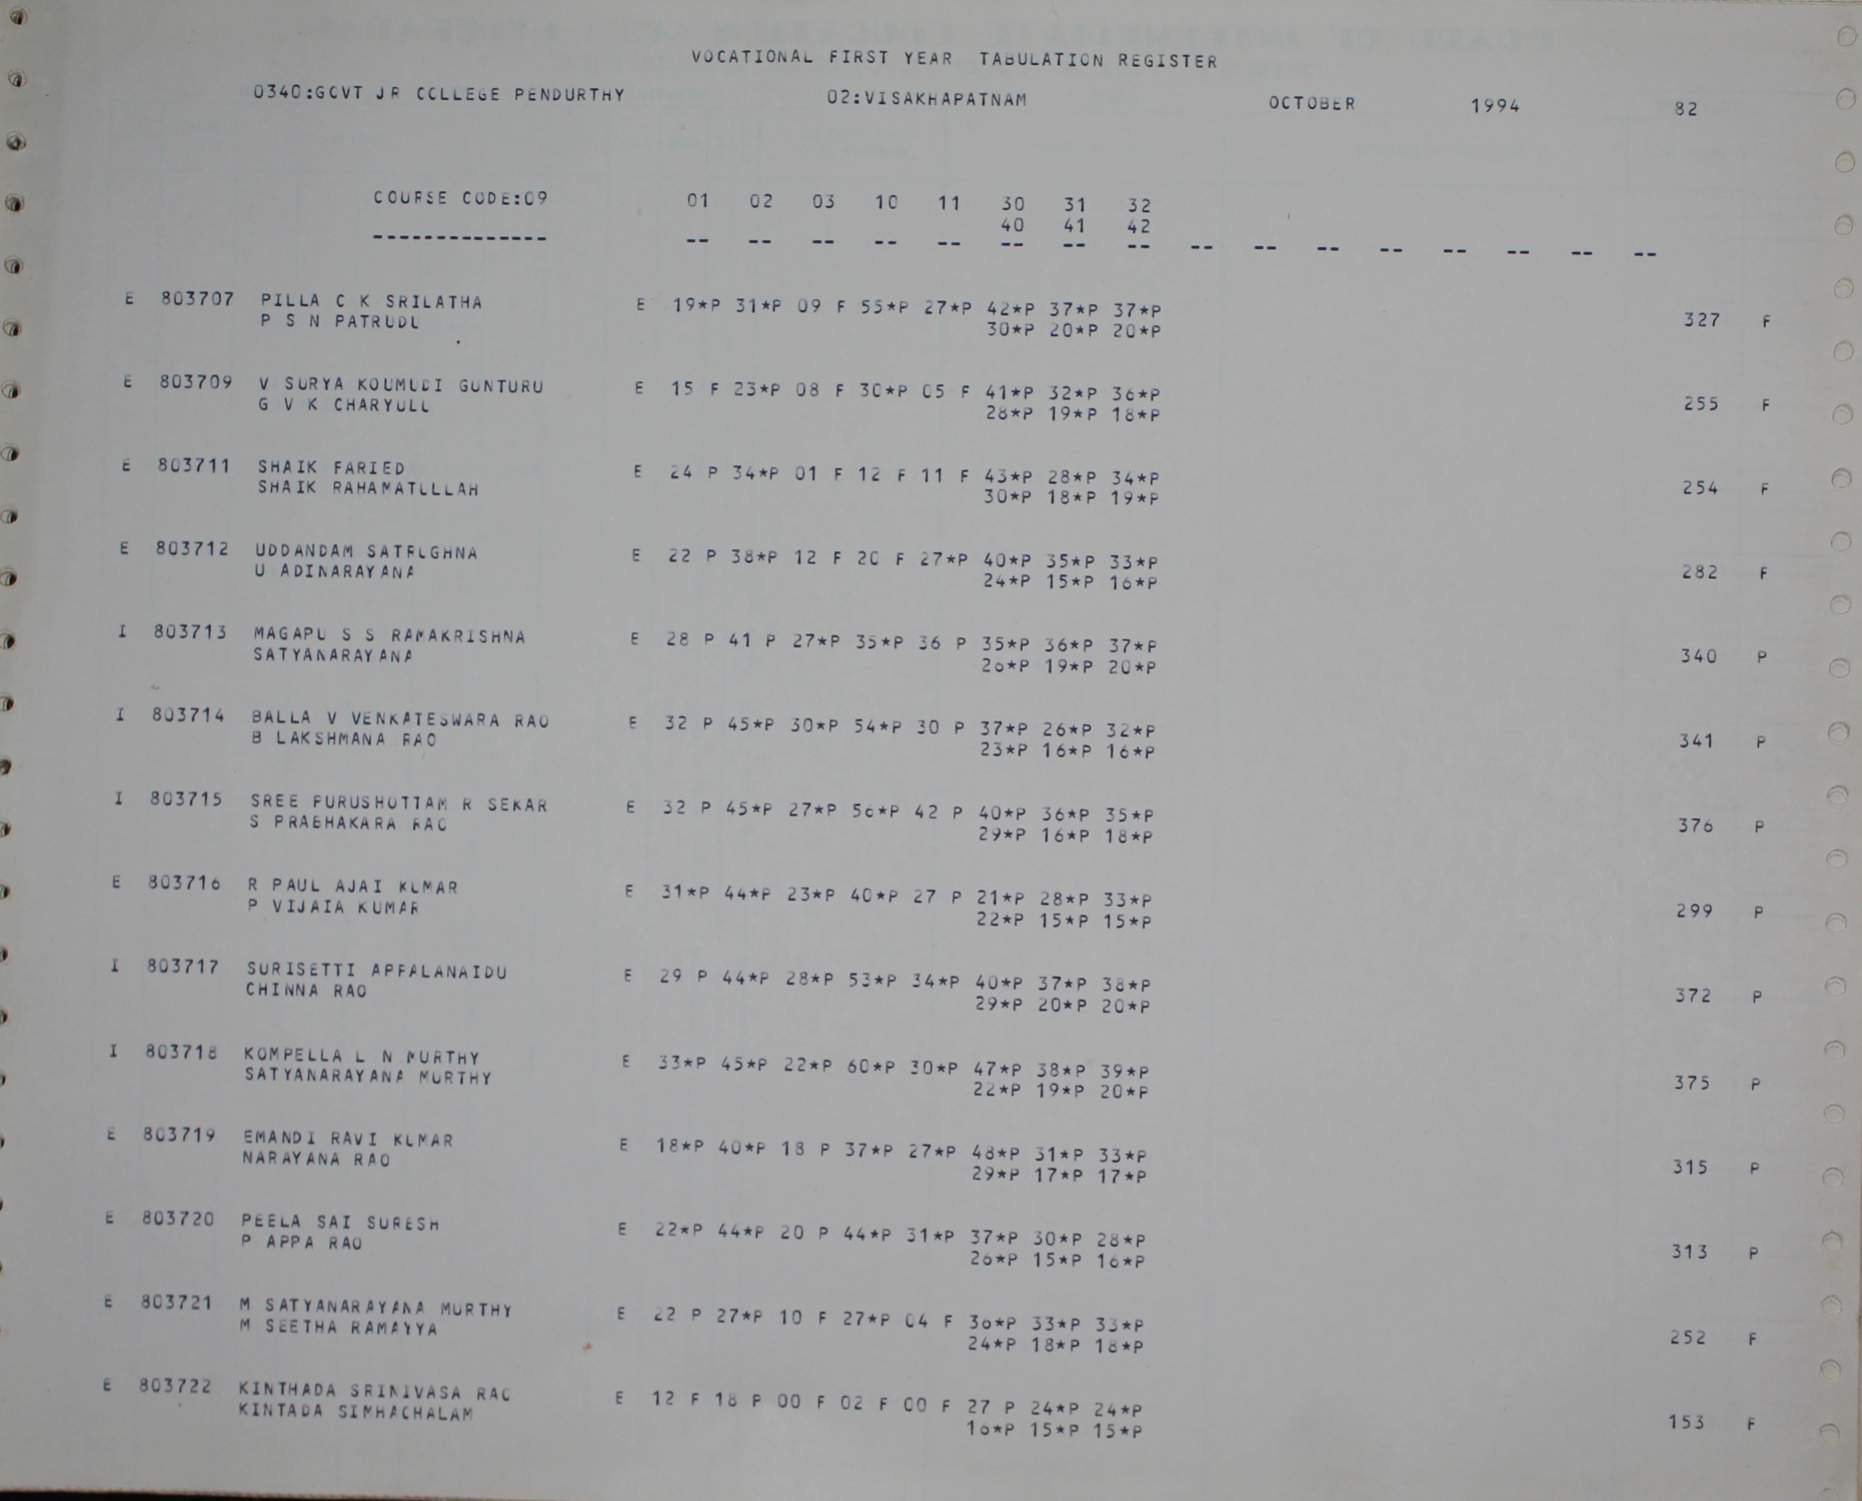 VOCATIONAL FIRST YEAR TABULATION REGISTER
0340:GOVT JR COLLEGE PENDURTHY 02:VISAKHAPATNAM OCTOBER 1994 82
COURSE CODE:09 01 02 03 10 11 30 31 32
40 41 42
-------------- -- -- -- -- -- -- -- -- -- -- -- -- -- -- -- --
E 803707 PILLA C K SRILATHA E 19*P 31*P 09 F 55*P 27*P 42*P 37*P 37*P
P S N PATRUDU 30*P 20*P 20*P 327 F
E 803709 V SURYA KOUMUDI GUNTURU E 15 F 23*P 08 F 30*P 05 F 41*P 32*P 36*P
G V K CHARYULU 28*P 19*P 18*P 255 F
E 803711 SHAIK FARIED E 24 P 34*P 01 F 12 F 11 F 43*P 28*P 34*P
SHAIK RAHAMATULLAH 30*P 18*P 19*P 254 F
E 803712 UDDANDAM SATRUGHNA E 22 P 38*P 12 F 20 F 27*P 40*P 35*P 33*P
U ADINARAYANA 24*P 15*P 16*P 282 F
I 803713 MAGAPU S S RAMAKRISHNA E 28 P 41 P 27*P 35*P 36 P 35*P 36*P 37*P
SATYANARAYANA 26*P 19*P 20*P 340 P
I 803714 BALLA V VENKATESWARA RAO E 32 P 45*P 30*P 54*P 30 P 37*P 26*P 32*P
B LAKSHMANA RAO 23*P 16*P 16*P 341 P
I 803715 SREE PURUSHOTTAM R SEKAR E 32 P 45*P 27*P 56*P 42 P 40*P 36*P 35*P
S PRABHAKARA RAO 29*P 16*P 18*P 376 P
E 803716 R PAUL AJAI KUMAR E 31*P 44*P 23*P 40*P 27 P 21*P 28*P 33*P
P VIJAIA KUMAR 22*P 15*P 15*P 299 P
I 803717 SURISETTI APPALANAIDU E 29 P 44*P 28*P 53*P 34*P 40*P 37*P 38*P
CHINNA RAO 29*P 20*P 20*P 372 P
I 803718 KOMPELLA L N MURTHY E 33*P 45*P 22*P 60*P 30*P 47*P 38*P 39*P
SATYANARAYANA MURTHY 22*P 19*P 20*P 375 P
E 803719 EMANDI RAVI KUMAR E 18*P 40*P 18 P 37*P 27*P 48*P 31*P 33*P
NARAYANA RAO 29*P 17*P 17*P 315 P
E 803720 PEELA SAI SURESH E 22*P 44*P 20 P 44*P 31*P 37*P 30*P 28*P
P APPA RAO 26*P 15*P 16*P 313 P
E 803721 M SATYANARAYANA MURTHY E 22 P 27*P 10 F 27*P 04 F 36*P 33*P 33*P
M SEETHA RAMAYYA 24*P 18*P 18*P 252 F
E 803722 KINTHADA SRINIVASA RAO E 12 F 18 P 00 F 02 F 00 F 27 P 24*P 24*P
KINTADA SIMHACHALAM 16*P 15*P 15*P 153 F